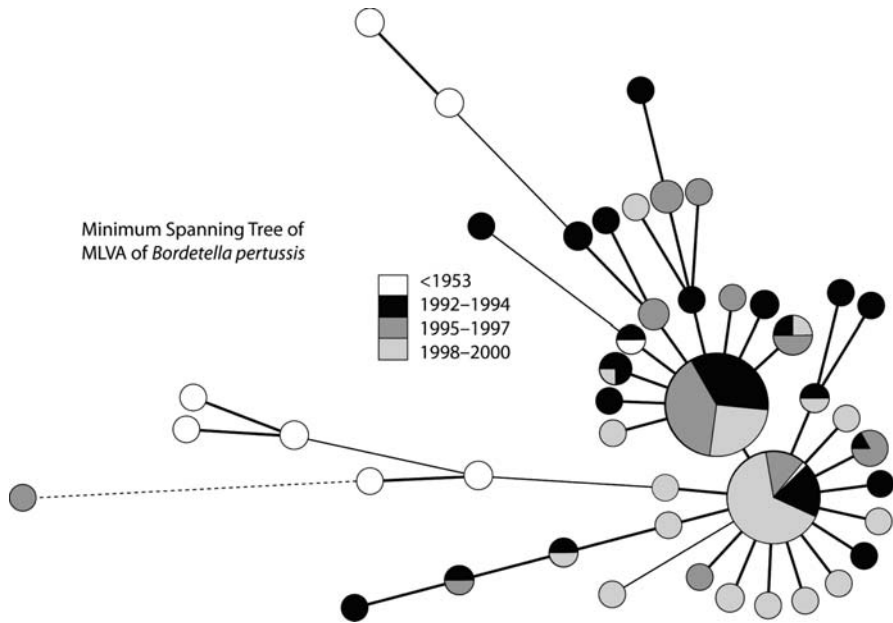 Minimum Spanning Tree of
MLVA of Bordetella pertussis
<1953
1992–1994
1995–1997
1998–2000